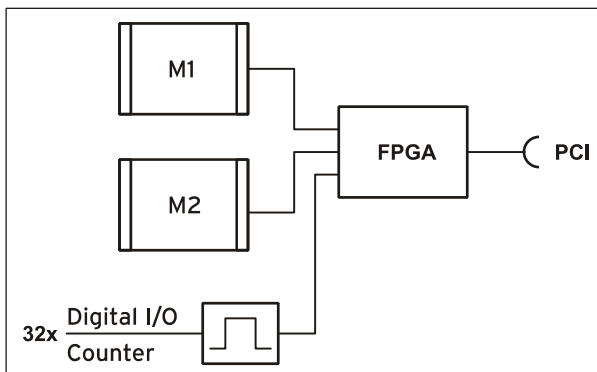 M1
FPGA
PCI
M2
32x
Digital I/O
Counter